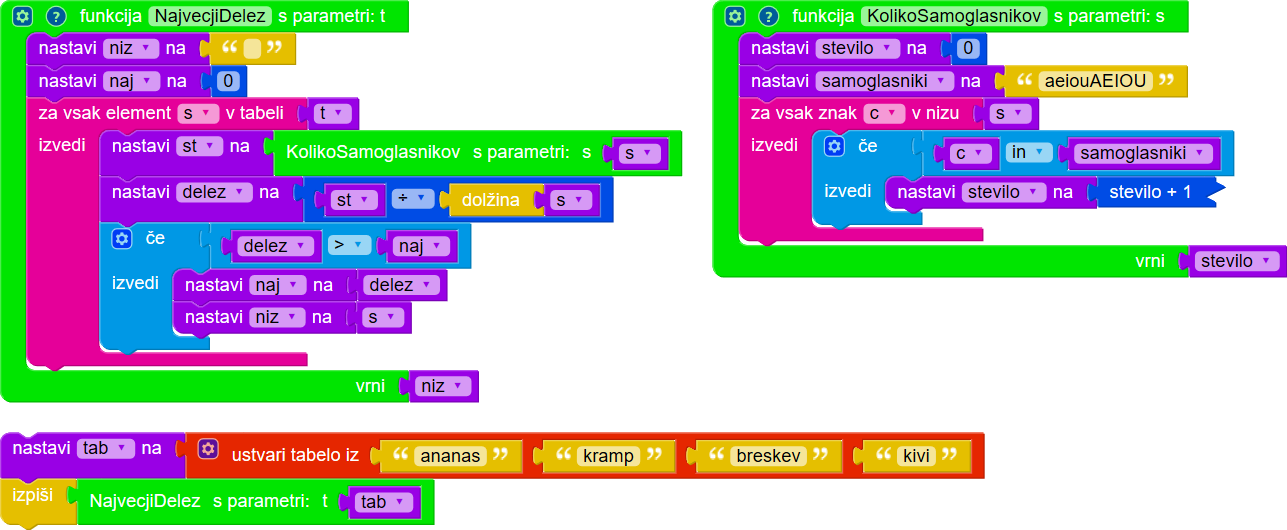 funkcija NajvecjiDelez s parametri: t
nastavi niz na “ ”
nastavi naj na 0
za vsak element s v tabeli t
izvedi nastavi st na KolikoSamoglasnikov s parametri: s s
nastavi delez na st ÷ dolžina s
če delez > naj
izvedi nastavi naj na delez
nastavi niz na s
vrni niz
funkcija KolikoSamoglasnikov s parametri: s
nastavi stevilo na 0
nastavi samoglasniki na “ aeiouAEIOU ”
za vsak znak c v nizu s
izvedi če c in samoglasniki
izvedi nastavi stevilo na stevilo + 1
vrni stevilo
nastavi tab na ustvari tabelo iz “ ananas ” “ kramp ” “ breskev ” “ kivi ”
izpiši NajvecjiDelez s parametri: t tab